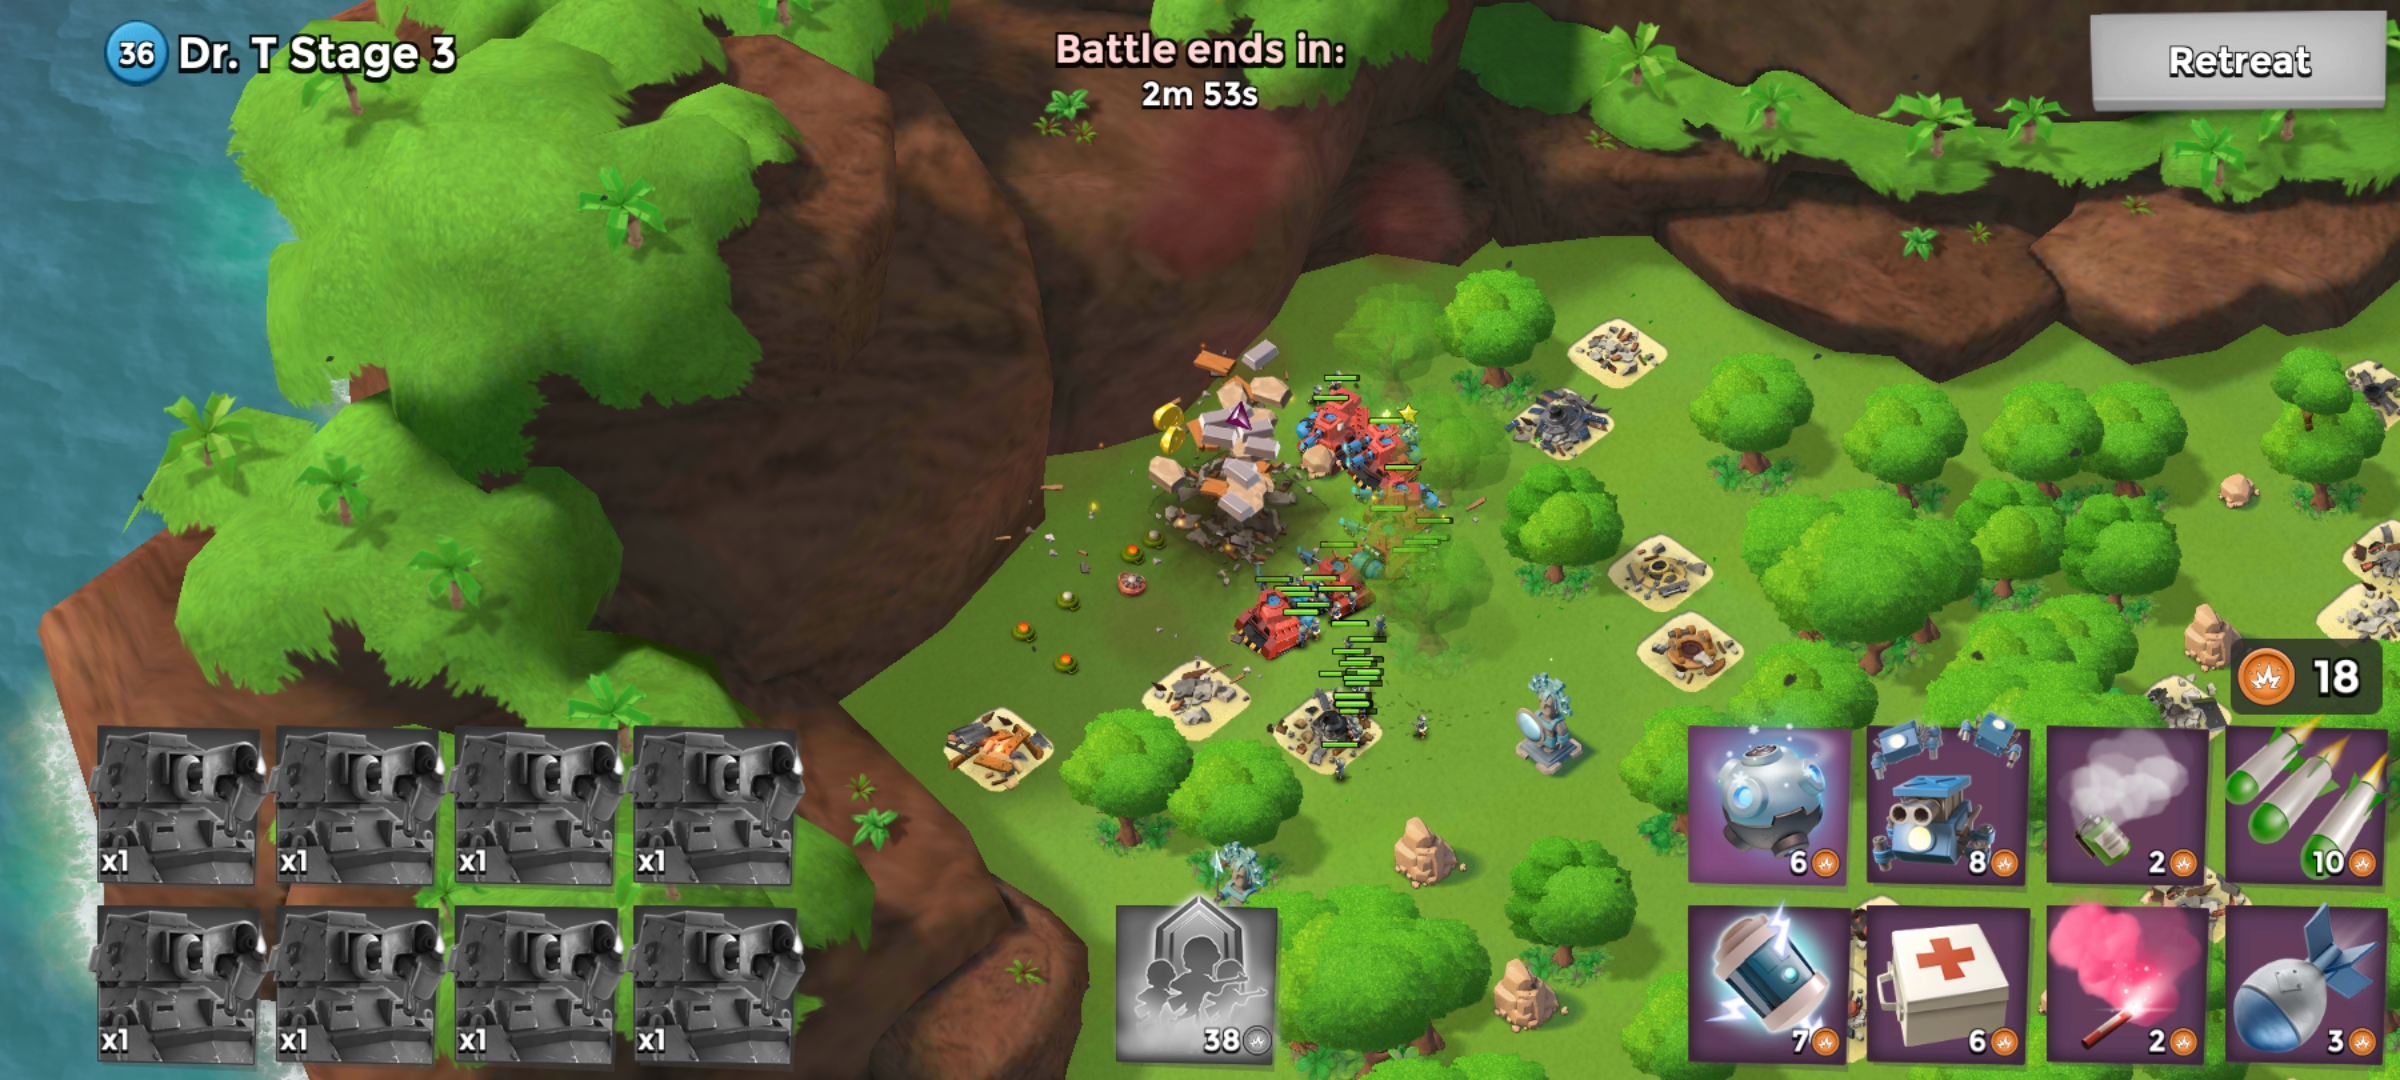 36 Dr. T Stage 3
Battle ends in:
2m 53s
Retreat
18
x1 x1 x1 x1
6 8 2 10
x1 x1 x1 x1
38
7 6 2 3